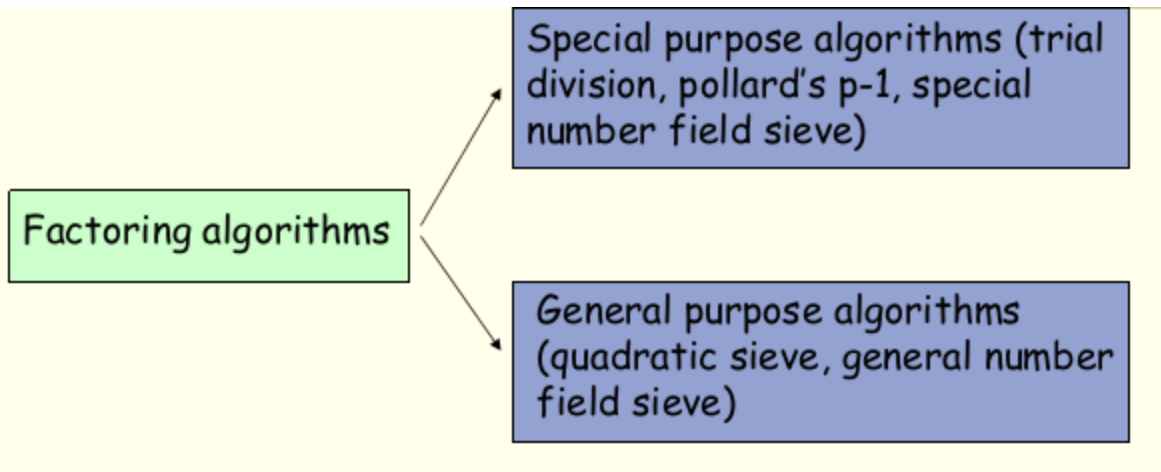 Special purpose algorithms (trial
division, pollard's p-1, special
number field sieve)
Factoring algorithms
General purpose algorithms
(quadratic sieve, general number
field sieve)